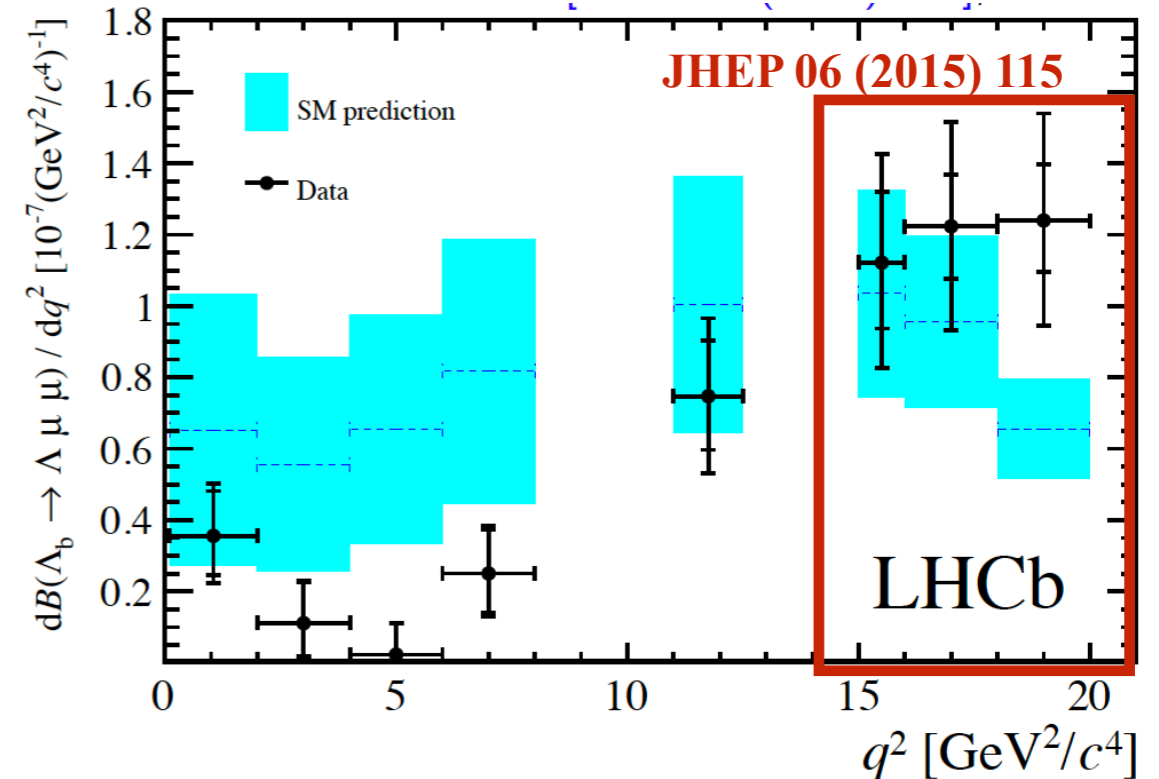 JHEP 06 (2015) 115
dB(Λb → Λ μ μ) / dq² [10⁻⁷(GeV²/c⁴)⁻¹]
1.8
1.6
1.4
1.2
1
0.8
0.6
0.4
0.2
SM prediction
Data
LHCb
0 5 10 15 20
q² [GeV²/c⁴]